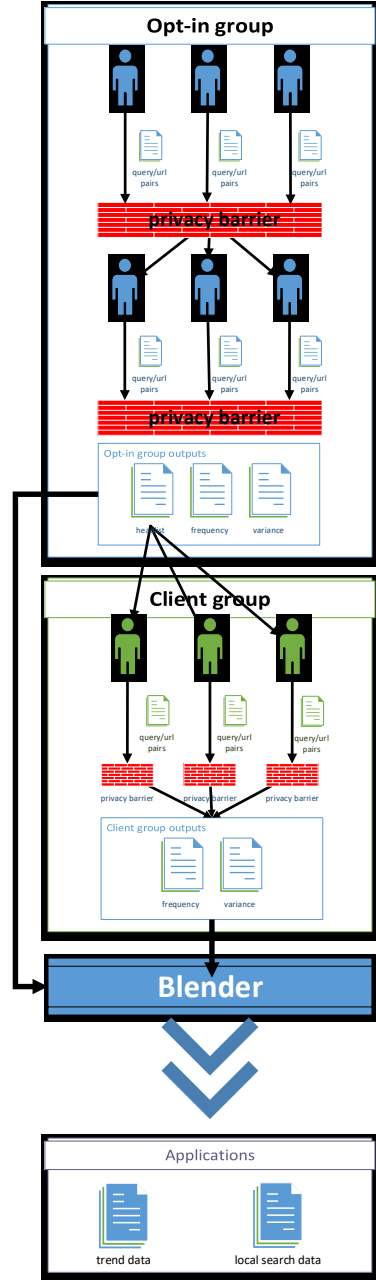 Opt-in group
query/url
pairs
query/url
pairs
query/url
pairs
privacy barrier
query/url
pairs
query/url
pairs
query/url
pairs
privacy barrier
Opt-in group outputs
head list
frequency
variance
Client group
query/url
pairs
query/url
pairs
query/url
pairs
privacy barrier
privacy barrier
privacy barrier
Client group outputs
frequency
variance
Blender
Applications
trend data
local search data